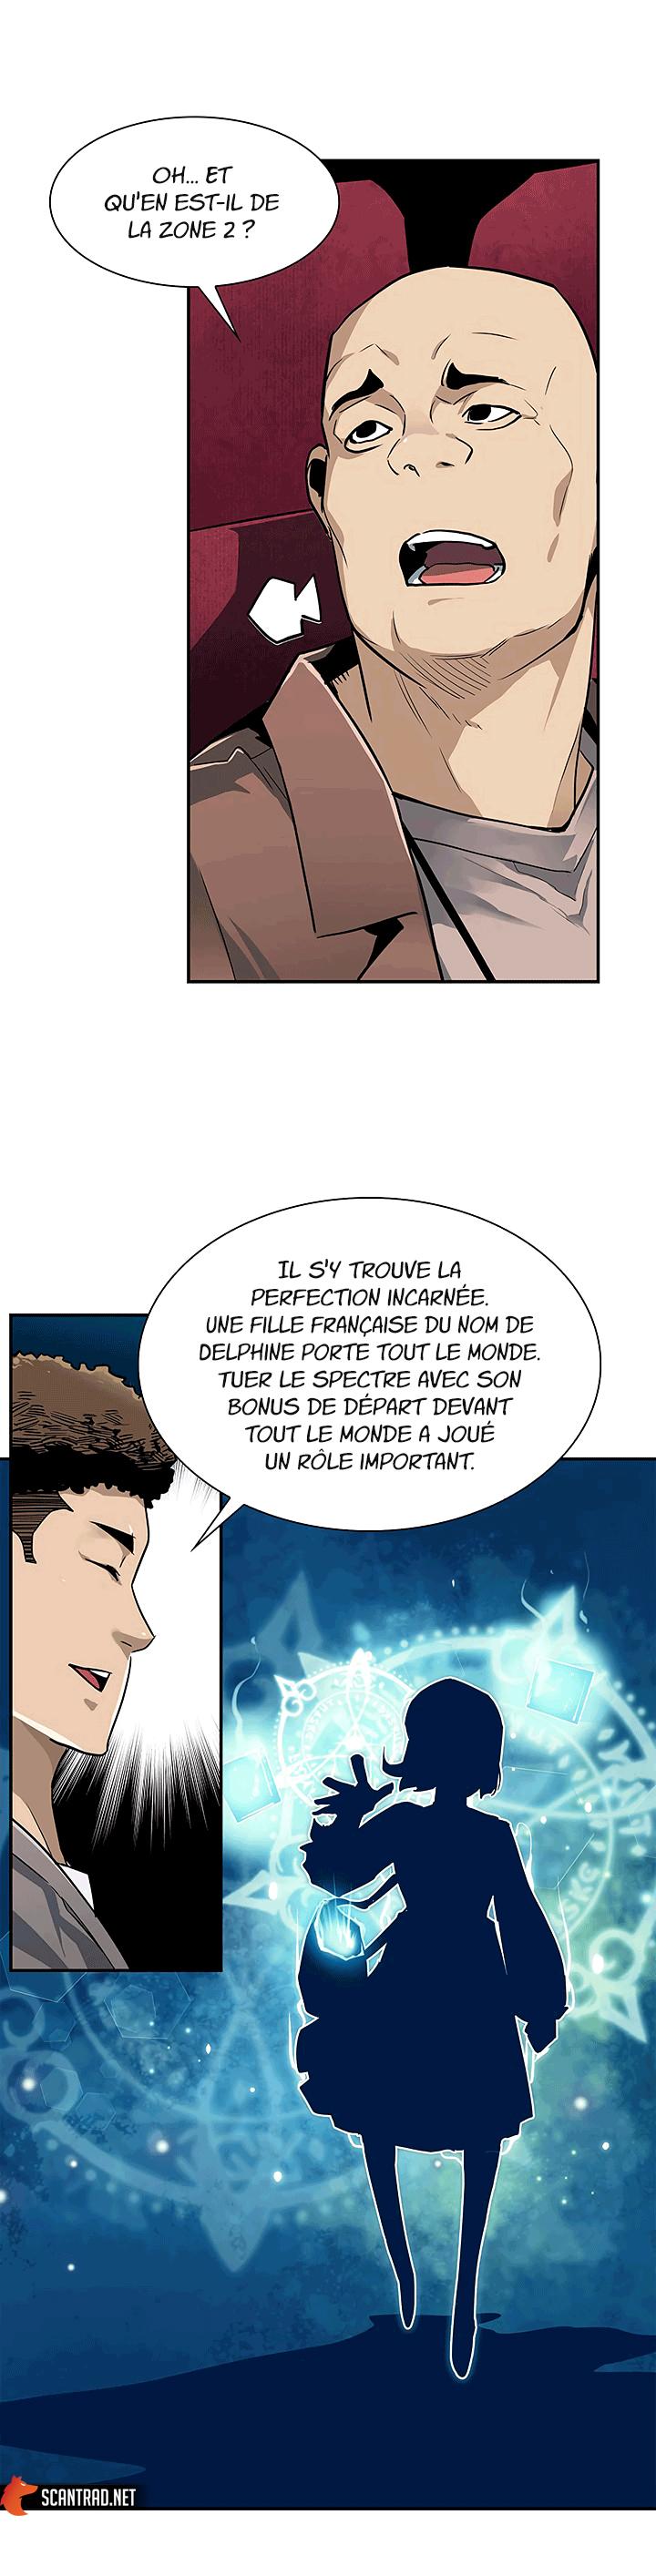 OH... ET
QU'EN EST-IL DE
LA ZONE 2 ?
IL S'Y TROUVE LA
PERFECTION INCARNÉE.
UNE FILLE FRANÇAISE DU NOM DE
DELPHINE PORTE TOUT LE MONDE.
TUER LE SPECTRE AVEC SON
BONUS DE DÉPART DEVANT
TOUT LE MONDE A JOUÉ
UN RÔLE IMPORTANT.
SCANTRAD.NET